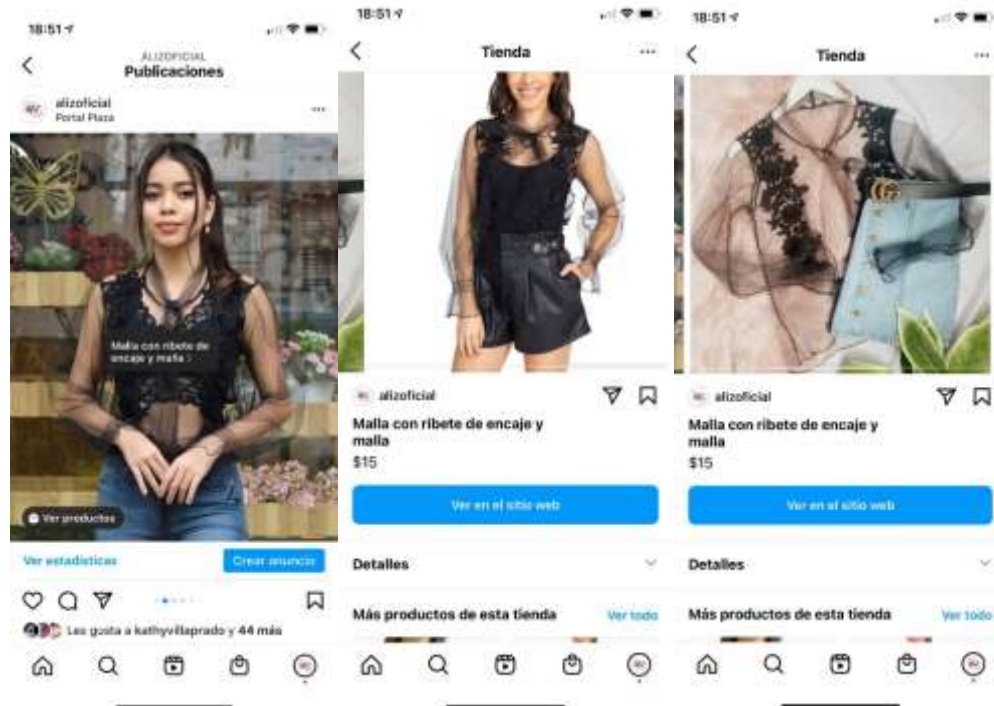 18:51
ALIZOFICIAL
Publicaciones
alizoficial
Portal Plaza
Malla con ribete de
encaje y malla
Ver productos
Ver estadísticas
Crear anuncio
Les gusta a kathyvillaprado y 44 más
18:51
Tienda
alizoficial
Malla con ribete de encaje y
malla
$15
Ver en el sitio web
Detalles
Más productos de esta tienda
Ver todo
18:51
Tienda
alizoficial
Malla con ribete de encaje y
malla
$15
Ver en el sitio web
Detalles
Más productos de esta tienda
Ver todo